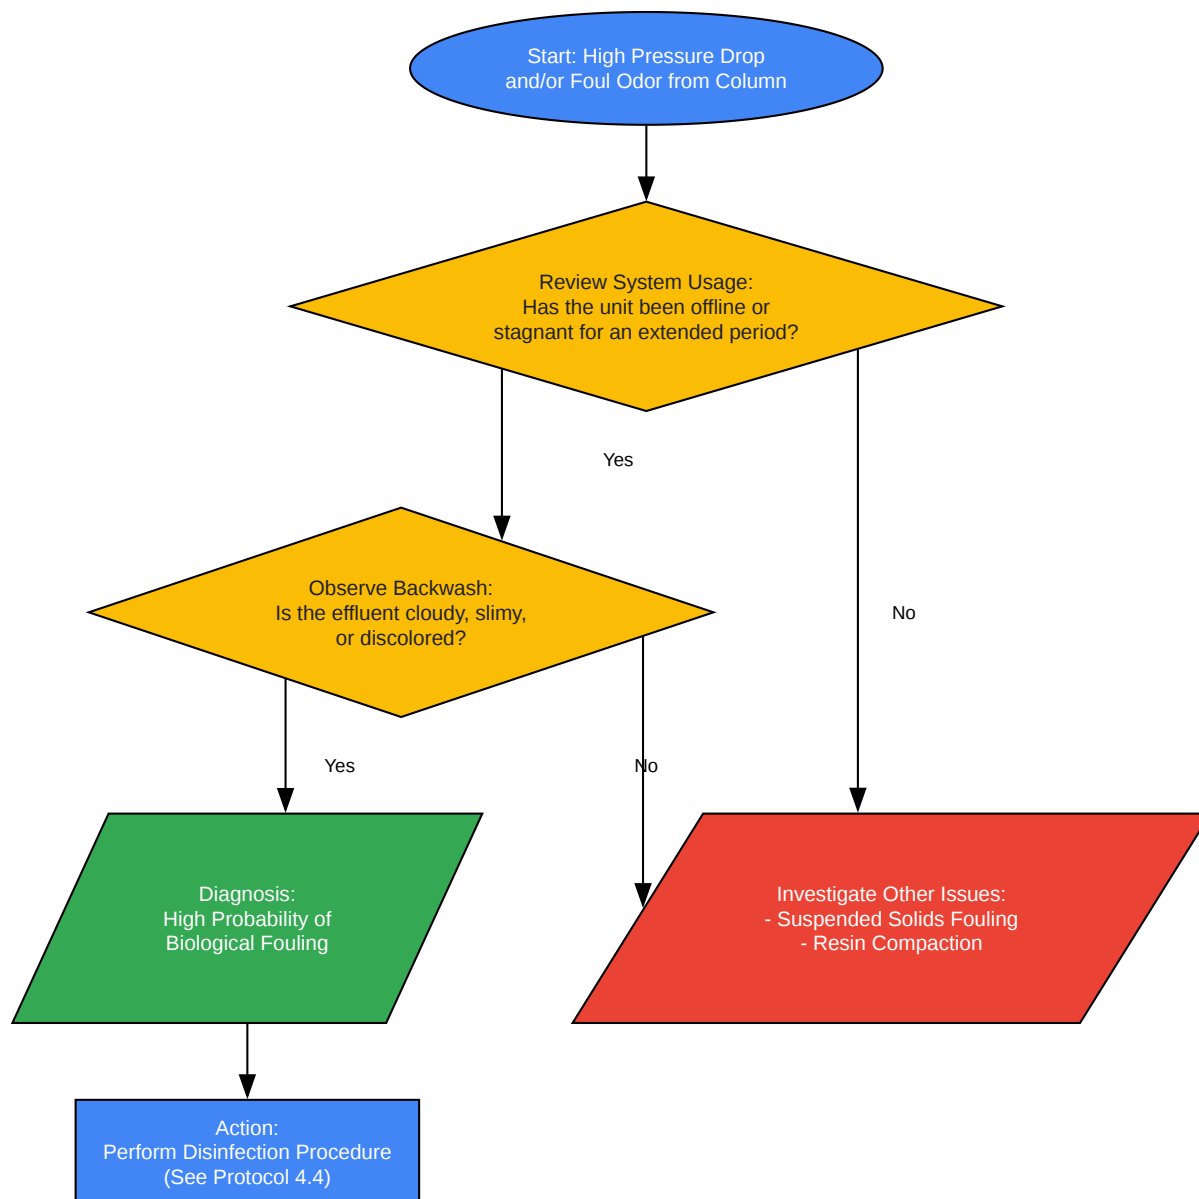 Start: High Pressure Drop
and/or Foul Odor from Column
Review System Usage:
Has the unit been offline or
stagnant for an extended period?
Yes
Observe Backwash:
Is the effluent cloudy, slimy,
or discolored?
No
Yes
No
Diagnosis:
High Probability of
Biological Fouling
Investigate Other Issues:
- Suspended Solids Fouling
- Resin Compaction
Action:
Perform Disinfection Procedure
(See Protocol 4.4)